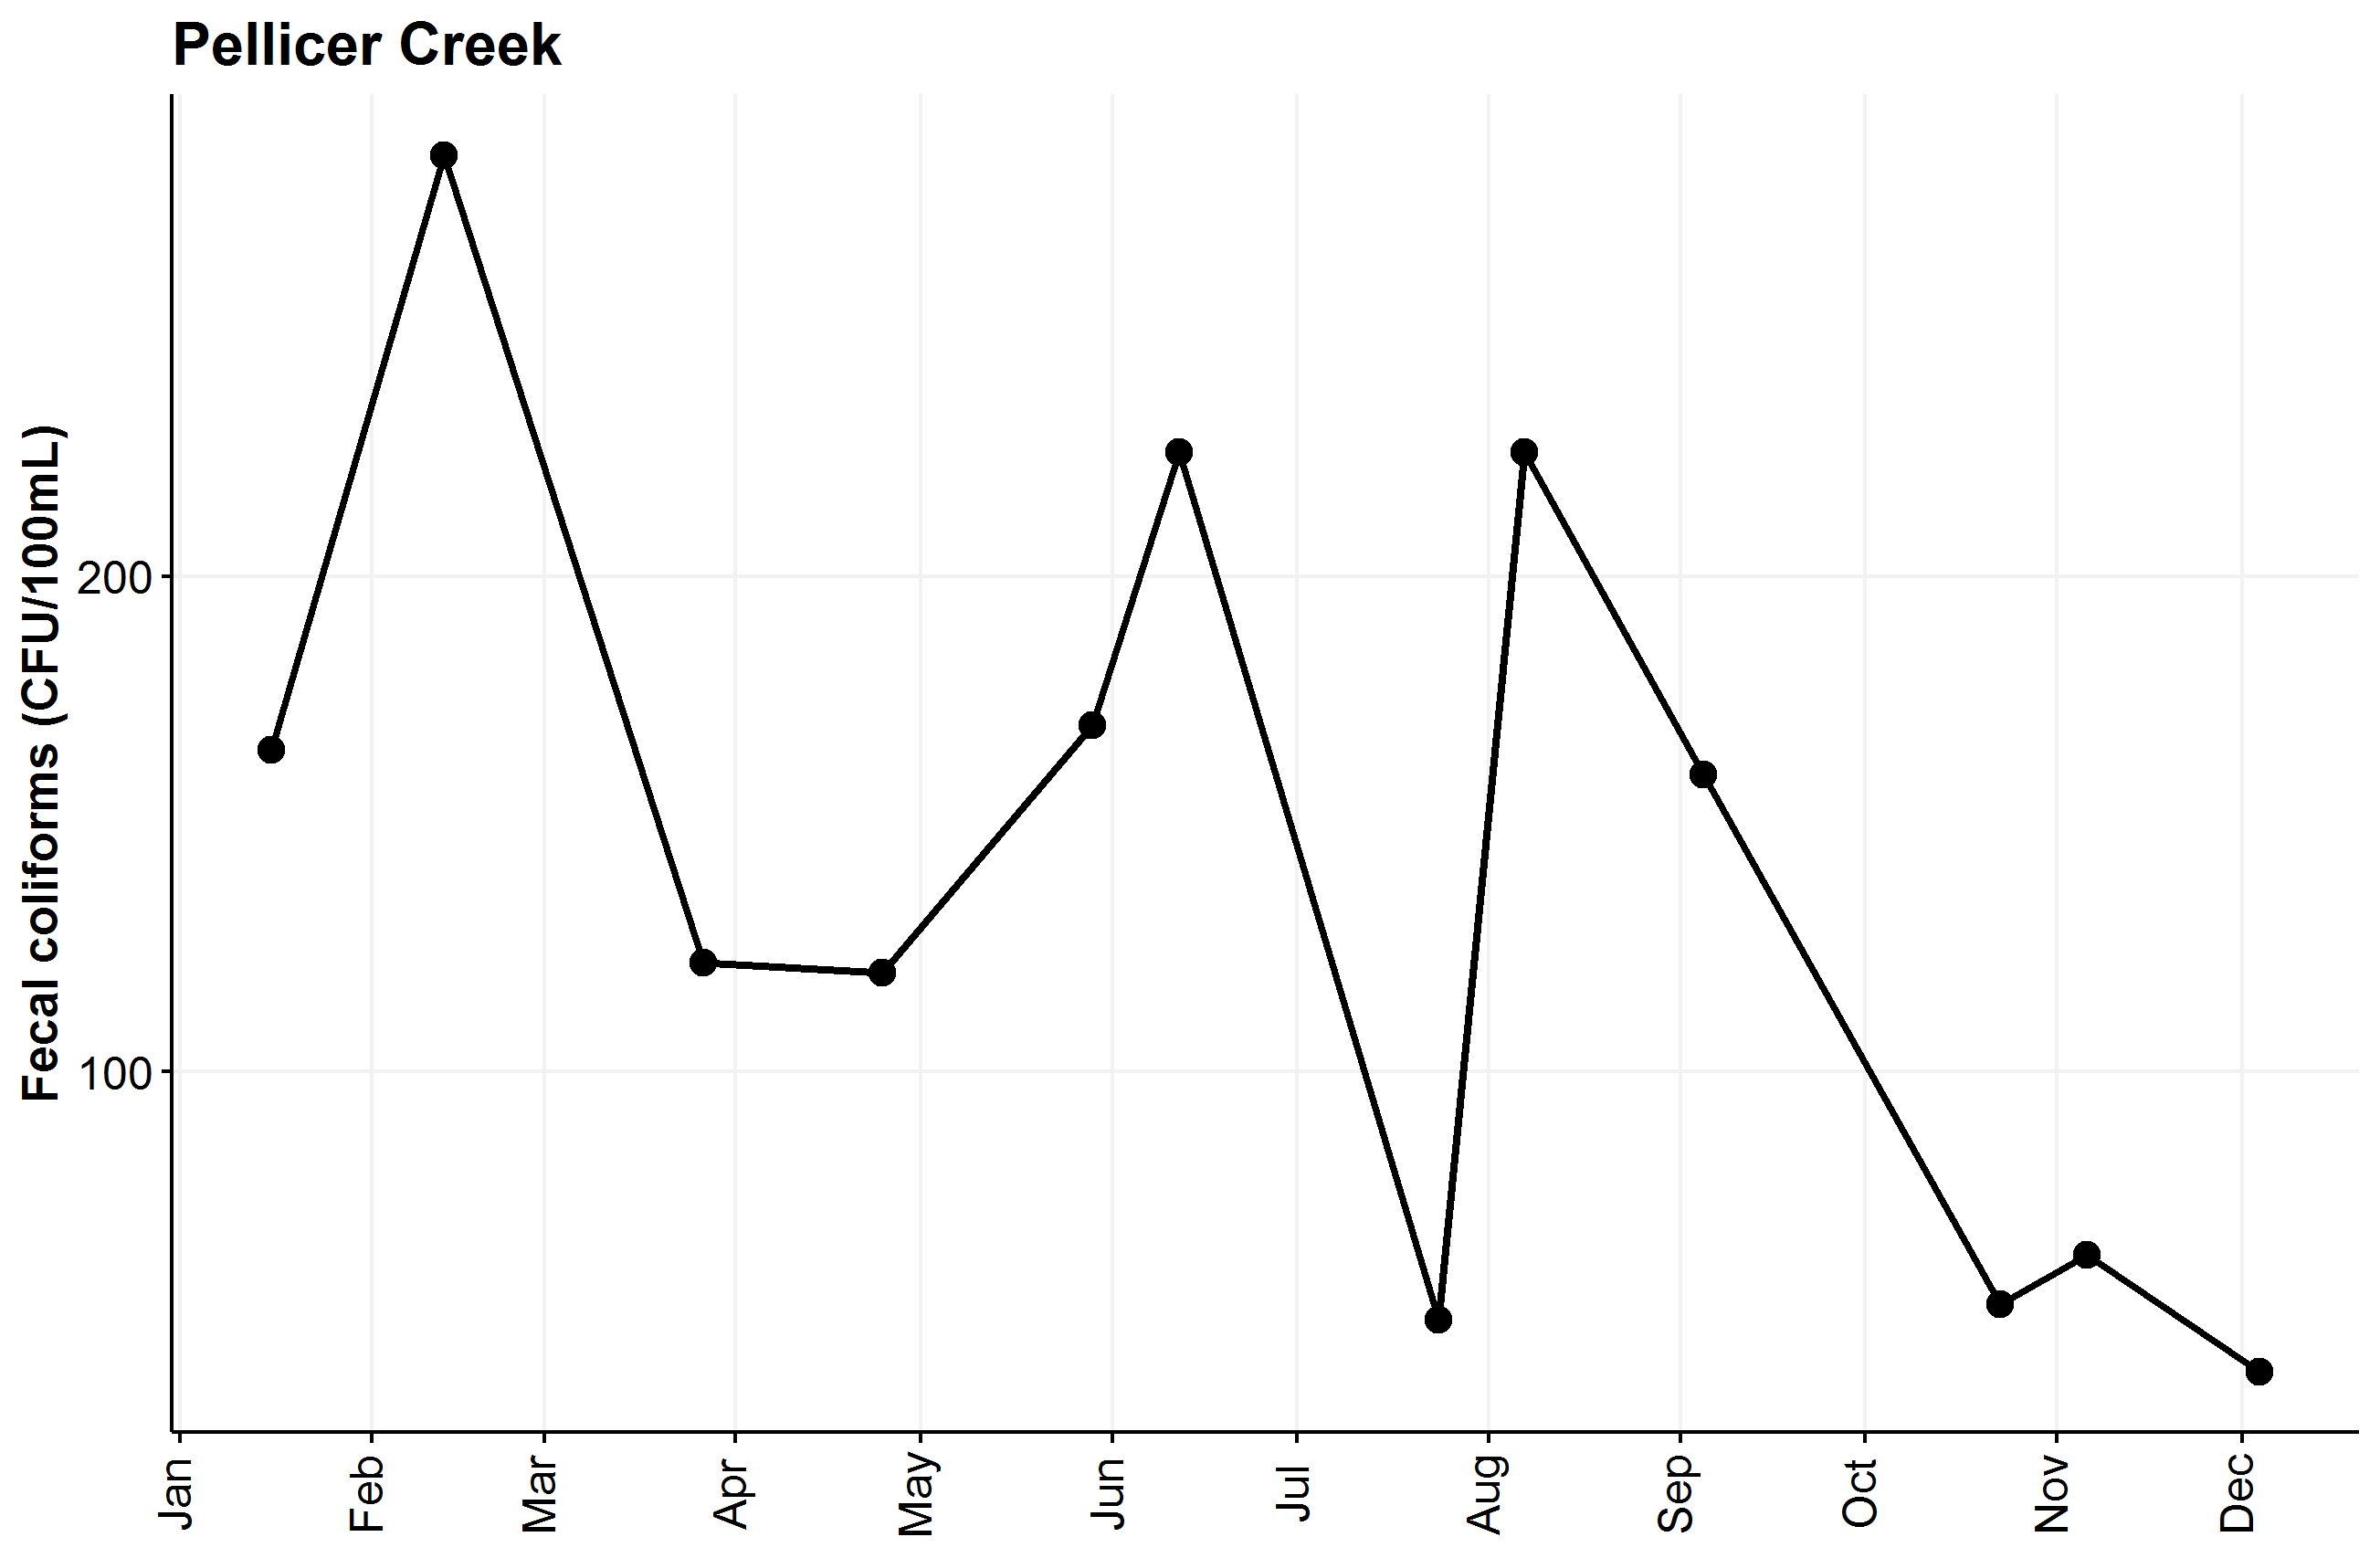 Pellicer Creek
Fecal coliforms (CFU/100mL)
200
100
Jan
Feb
Mar
Apr
May
Jun
Jul
Aug
Sep
Oct
Nov
Dec